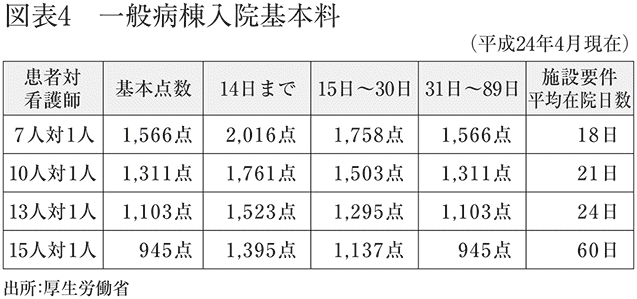 図表4　一般病棟入院基本料
（平成24年4月現在）
患者対看護師 基本点数 14日まで 15日～30日 31日～89日 施設要件平均在院日数
7人対1人 1,566点 2,016点 1,758点 1,566点 18日
10人対1人 1,311点 1,761点 1,503点 1,311点 21日
13人対1人 1,103点 1,523点 1,295点 1,103点 24日
15人対1人 945点 1,395点 1,137点 945点 60日
出所：厚生労働省